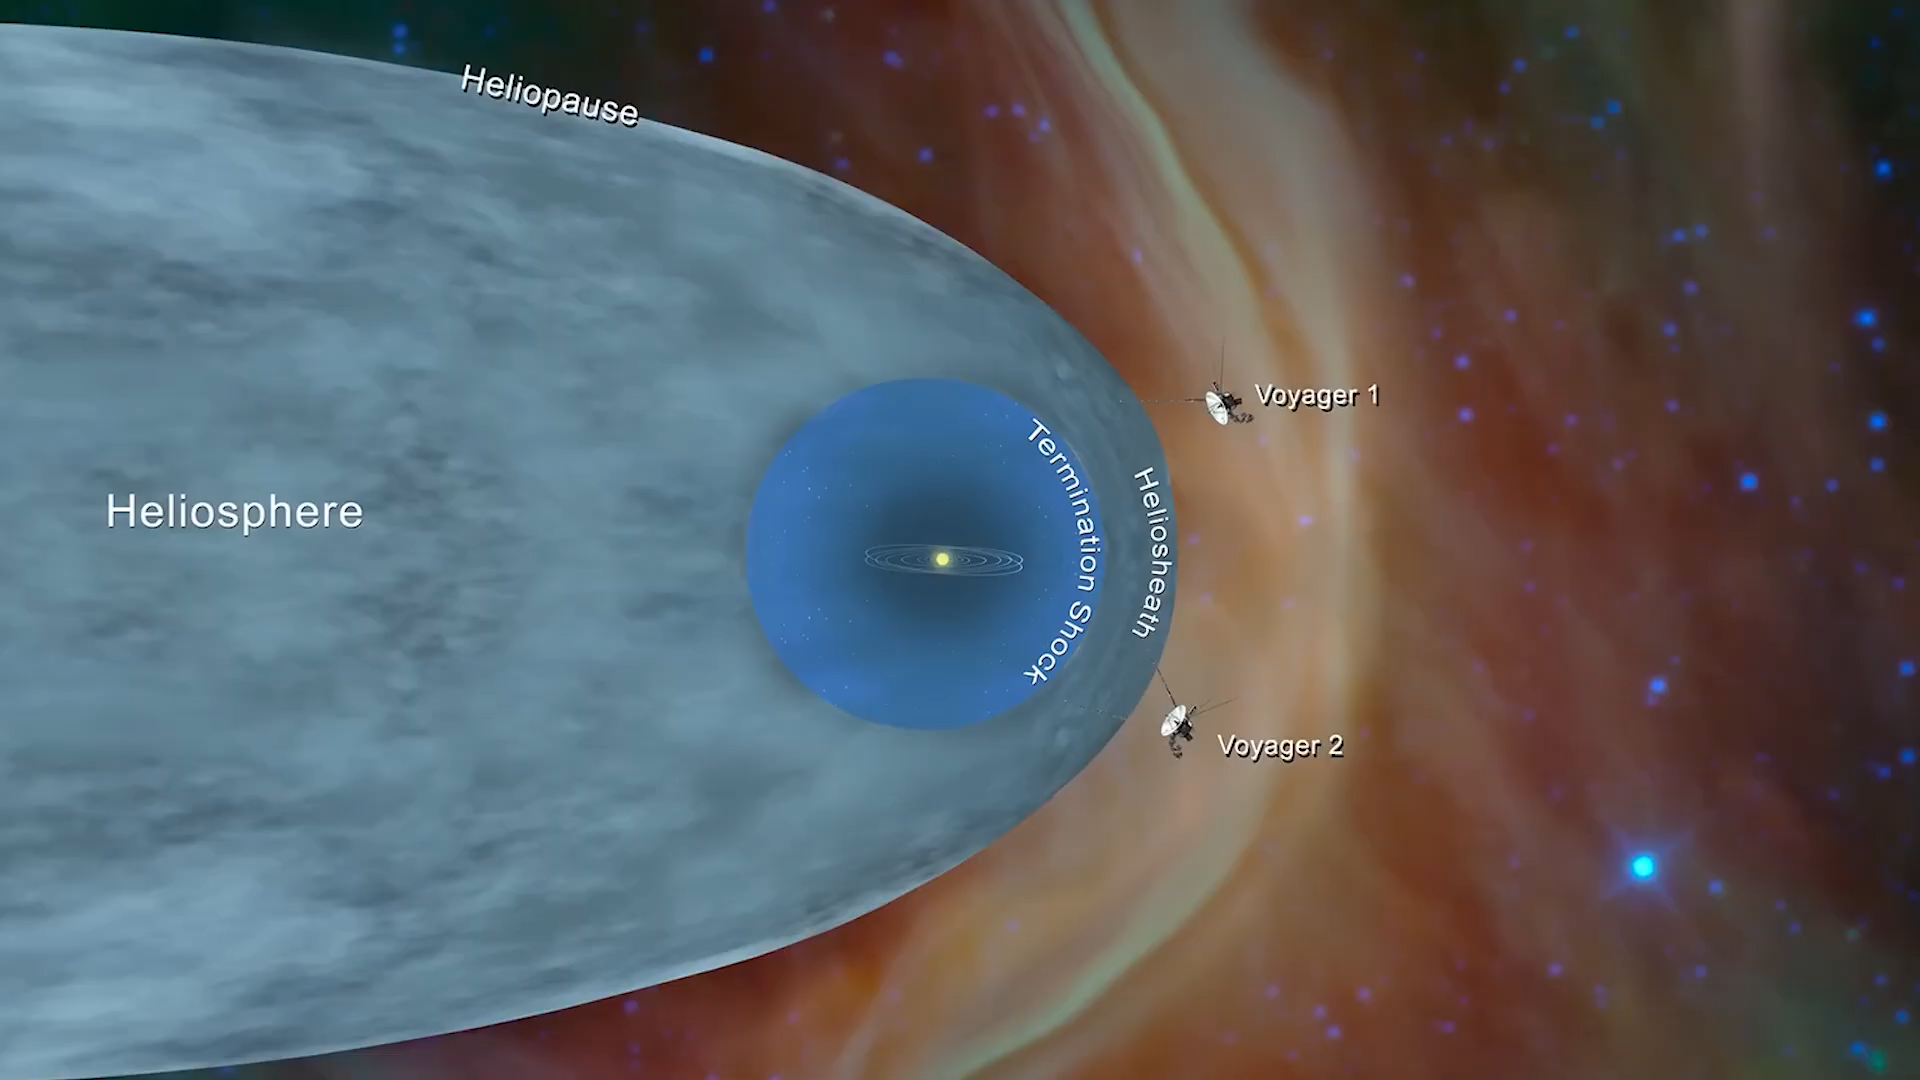 Heliopause
Voyager 1
Termination Shock
Heliosheath
Heliosphere
Voyager 2